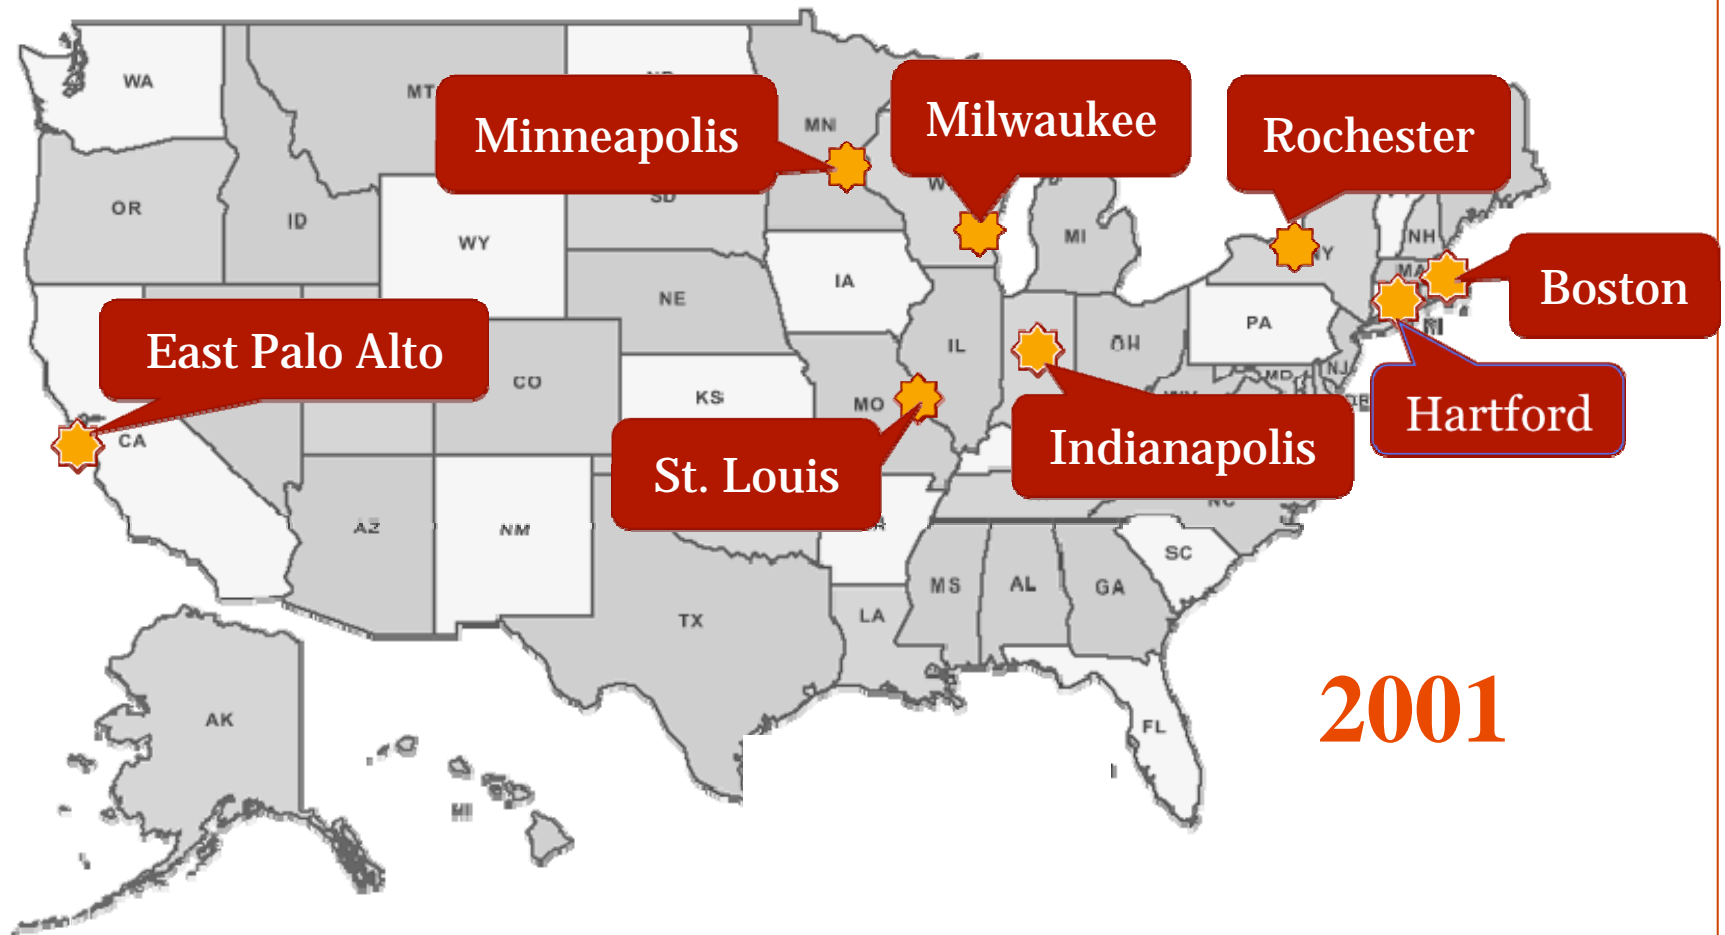 WA
MT
MN
Minneapolis
Milwaukee
Rochester
OR
ID
WY
SD
MI
NY
NH
MA
Boston
East Palo Alto
NE
IA
IL
OH
PA
NJ
MD
RI
CO
KS
MO
CA
St. Louis
Indianapolis
Hartford
AZ
NM
NC
SC
MS
AL
GA
TX
LA
2001
AK
FL